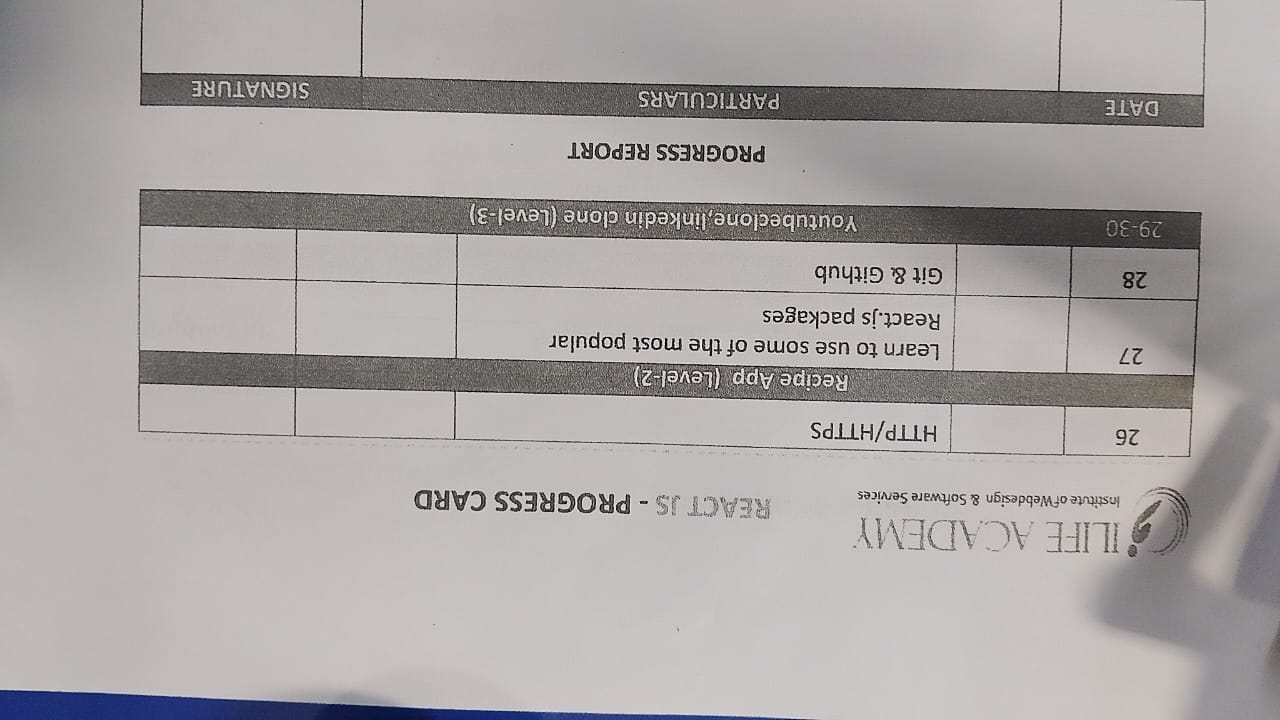 ILIFE ACADEMY
Institute of Webdesign & Software Services
REACT JS - PROGRESS CARD
26 HTTP/HTTPS
Recipe App (Level-2)
27 Learn to use some of the most popular
React.js packages
28 Git & Github
29-30 Youtubeclone,linkedin clone (Level-3)
PROGRESS REPORT
DATE PARTICULARS SIGNATURE